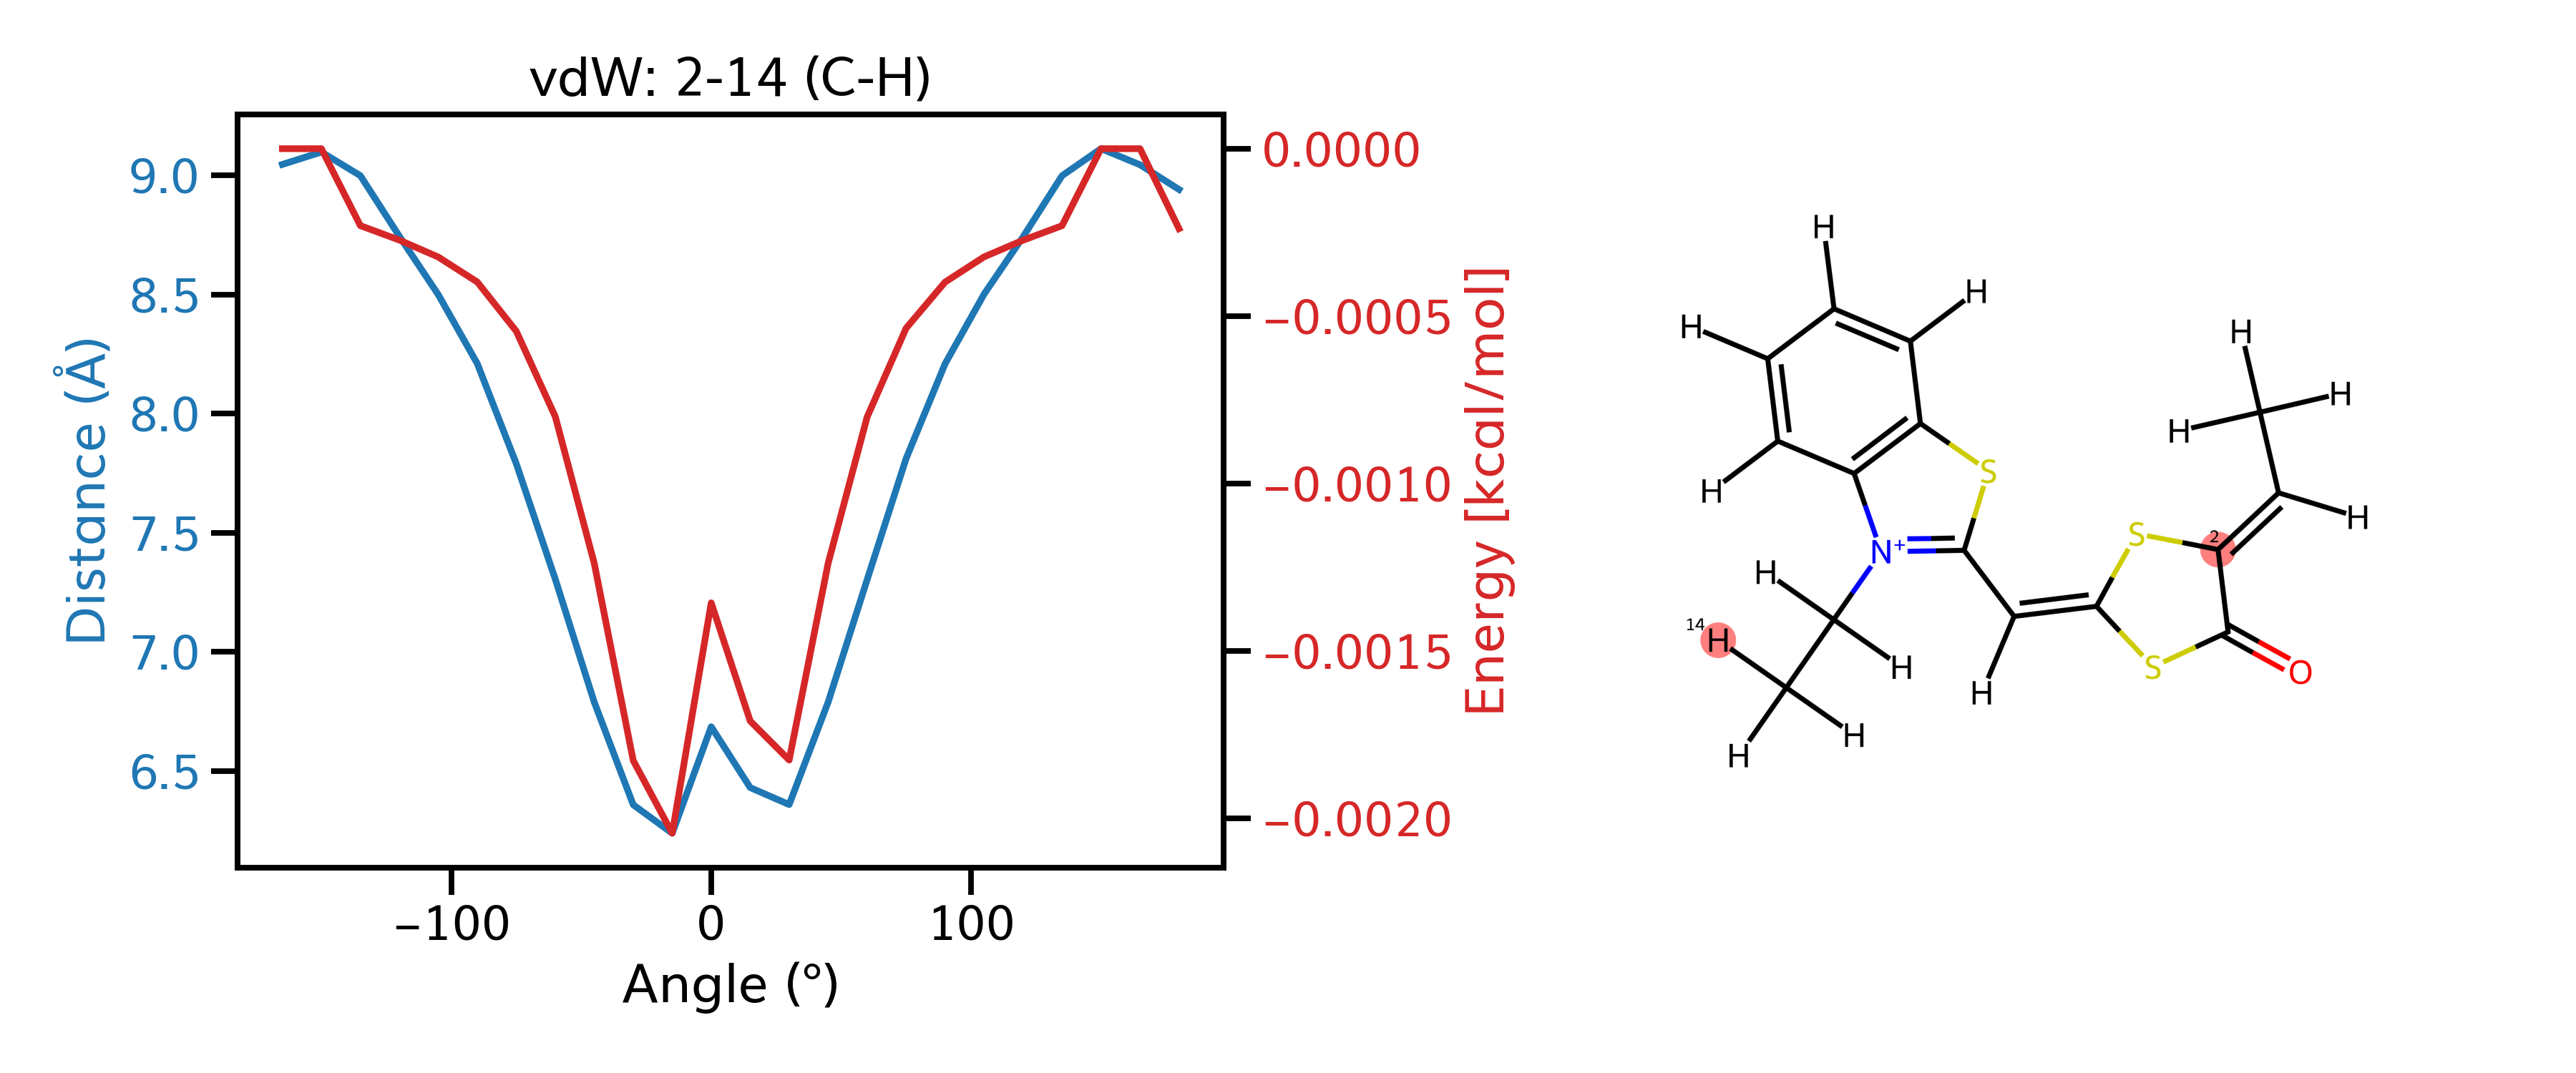 vdW: 2-14 (C-H)
Distance (Å)
9.0
8.5
8.0
7.5
7.0
6.5
0.0000
−0.0005
−0.0010
−0.0015
−0.0020
Energy [kcal/mol]
−100
0
100
Angle (°)
H
H
H
H
H
H
S
H
H
S
2
N+
H
14
H
H
H
S
O
H
H